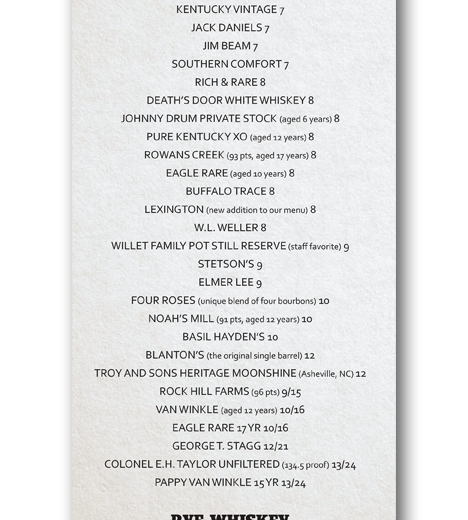 KENTUCKY VINTAGE 7
JACK DANIELS 7
JIM BEAM 7
SOUTHERN COMFORT 7
RICH & RARE 8
DEATH'S DOOR WHITE WHISKEY 8
JOHNNY DRUM PRIVATE STOCK (aged 6 years) 8
PURE KENTUCKY XO (aged 12 years) 8
ROWANS CREEK (93 pts, aged 17 years) 8
EAGLE RARE (aged 10 years) 8
BUFFALO TRACE 8
LEXINGTON (new addition to our menu) 8
W.L. WELLER 8
WILLET FAMILY POT STILL RESERVE (staff favorite) 9
STETSON'S 9
ELMER LEE 9
FOUR ROSES (unique blend of four bourbons) 10
NOAH'S MILL (91 pts, aged 12 years) 10
BASIL HAYDEN'S 10
BLANTON'S (the original single barrel) 12
TROY AND SONS HERITAGE MOONSHINE (Asheville, NC) 12
ROCK HILL FARMS (96 pts) 9/15
VAN WINKLE (aged 12 years) 10/16
EAGLE RARE 17 YR 10/16
GEORGE T. STAGG 12/21
COLONEL E.H. TAYLOR UNFILTERED (134.5 proof) 13/24
PAPPY VAN WINKLE 15 YR 13/24
RYE WHISKEY